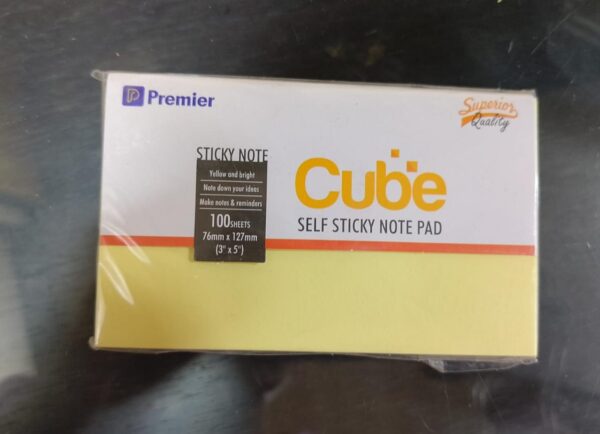 Premier
Superior
Quality
STICKY NOTE
Yellow and bright
Note down your ideas
Make notes & reminders
100 SHEETS
76mm x 127mm
(3" x 5")
Cube
SELF STICKY NOTE PAD